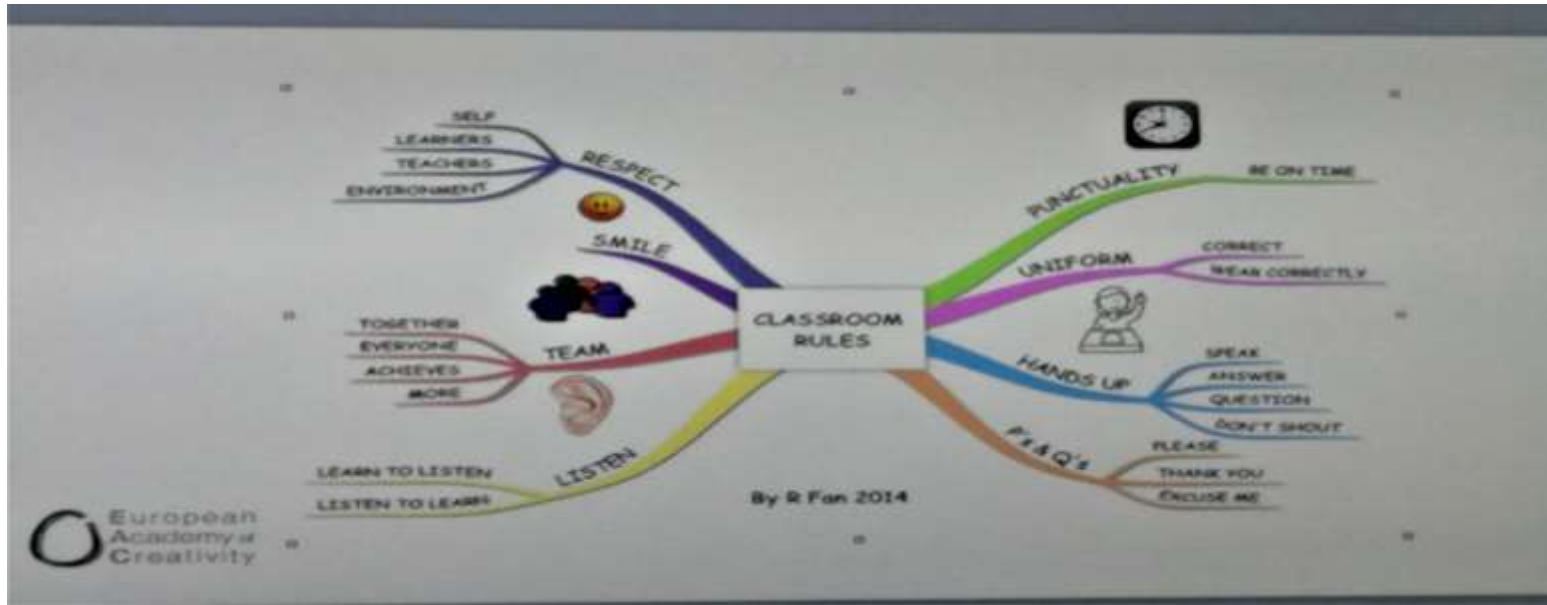 SELF
LEARNERS
TEACHERS
ENVIRONMENT
RESPECT
SMILE
TOGETHER
EVERYONE
ACHIEVES
MORE
TEAM
LEARN TO LISTEN
LISTEN TO LEARN
LISTEN
CLASSROOM
RULES
PUNCTUALITY
BE ON TIME
UNIFORM
CORRECT
WEAR CORRECTLY
HANDS UP
SPEAK
ANSWER
QUESTION
DON'T SHOUT
P's & Q's
PLEASE
THANK YOU
EXCUSE ME
By R Fan 2014
European
Academy of
Creativity